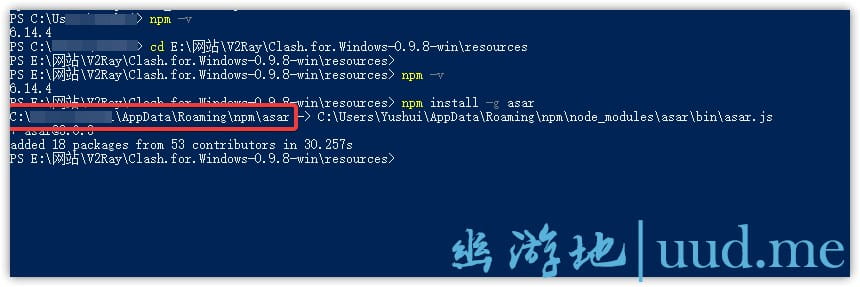 PS C:\Us > npm -v
6.14.4
PS C:\ > cd E:\网站\V2Ray\Clash.for.Windows-0.9.8-win\resources
PS E:\网站\V2Ray\Clash.for.Windows-0.9.8-win\resources>
PS E:\网站\V2Ray\Clash.for.Windows-0.9.8-win\resources> npm -v
6.14.4
PS E:\网站\V2Ray\Clash.for.Windows-0.9.8-win\resources> npm install -g asar
C:\ \AppData\Roaming\npm\asar -> C:\Users\Yushui\AppData\Roaming\npm\node_modules\asar\bin\asar.js
+ asar@3.0.3
added 18 packages from 53 contributors in 30.257s
PS E:\网站\V2Ray\Clash.for.Windows-0.9.8-win\resources>
幽游地|uud.me